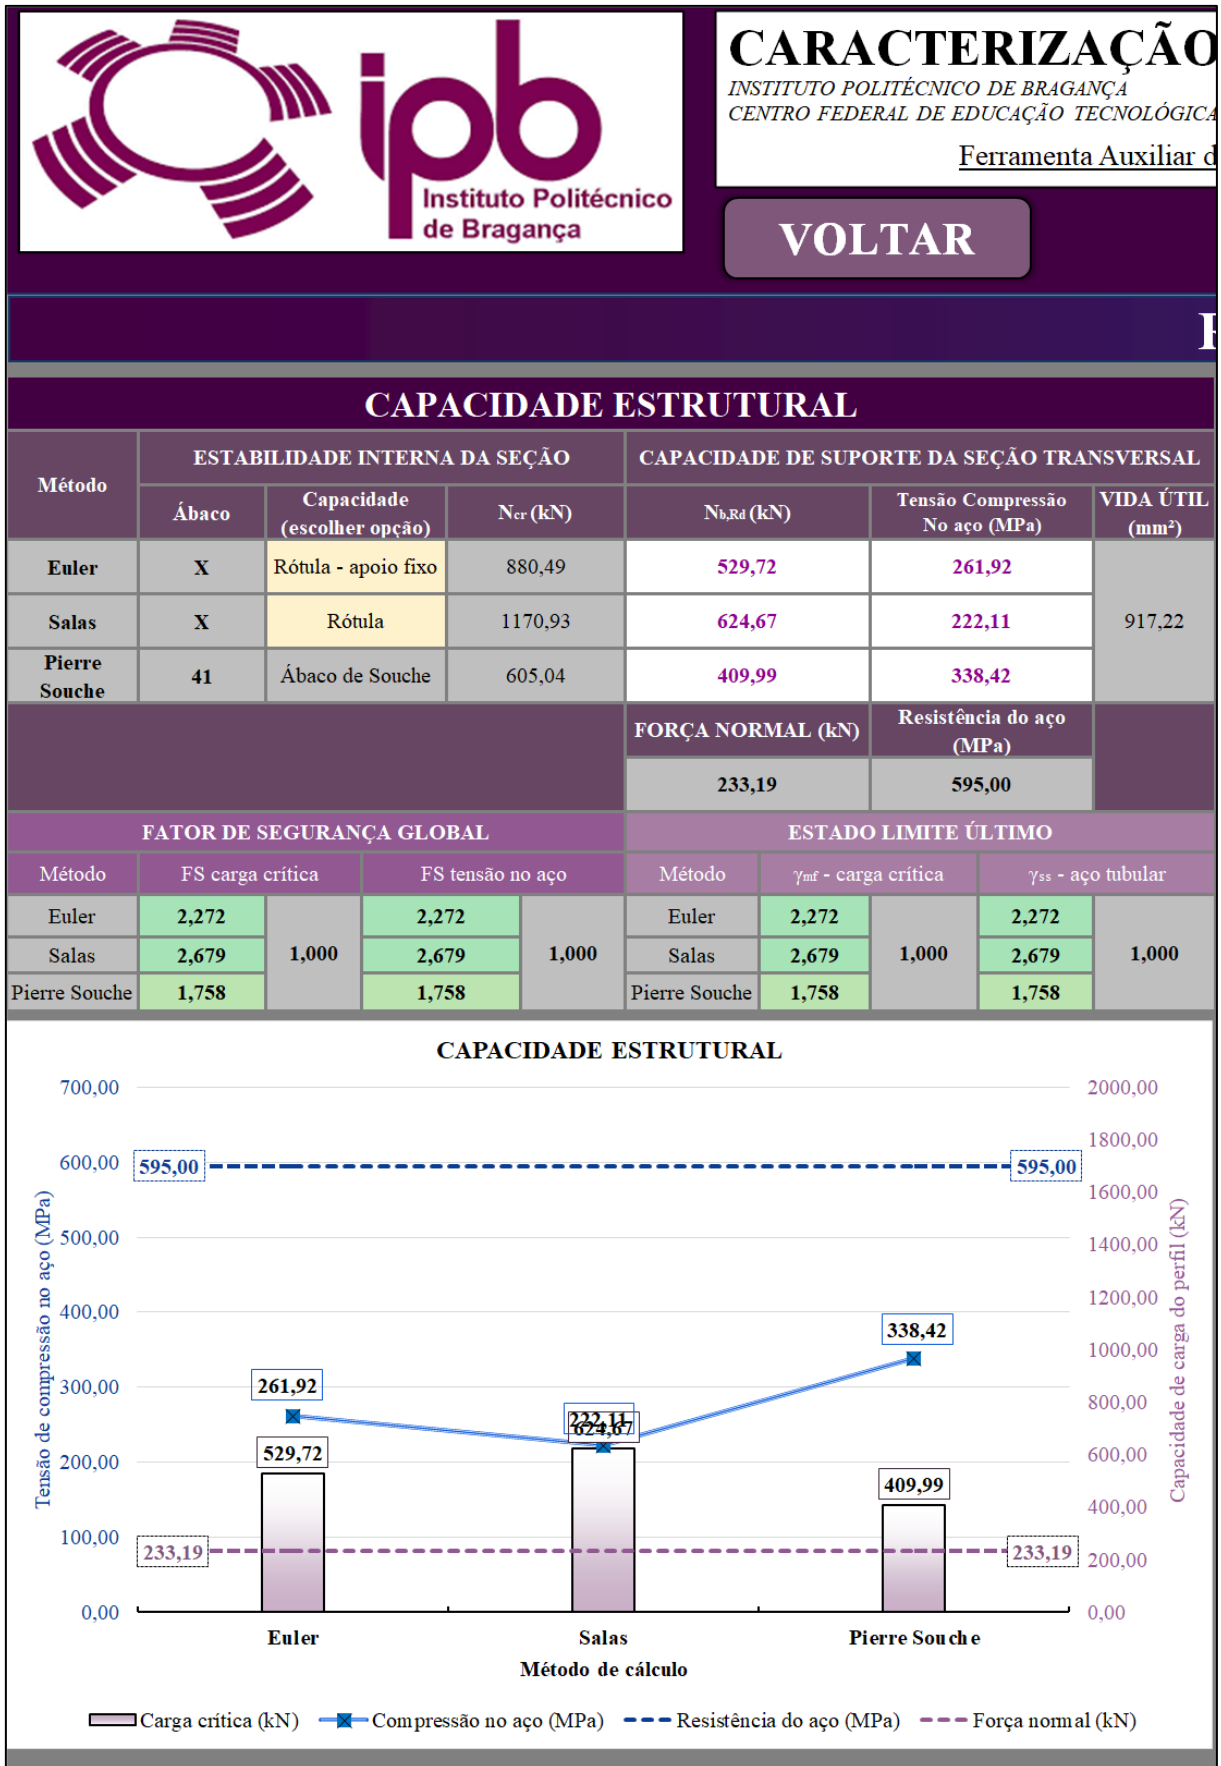 ipb
Instituto Politécnico
de Bragança
CARACTERIZAÇÃO
INSTITUTO POLITÉCNICO DE BRAGANÇA
CENTRO FEDERAL DE EDUCAÇÃO TECNOLÓGICA
Ferramenta Auxiliar d
VOLTAR
CAPACIDADE ESTRUTURAL
Método
ESTABILIDADE INTERNA DA SEÇÃO
CAPACIDADE DE SUPORTE DA SEÇÃO TRANSVERSAL
Ábaco
Capacidade
(escolher opção)
Ncr (kN)
Nb,Rd (kN)
Tensão Compressão
No aço (MPa)
VIDA ÚTIL
(mm²)
Euler X Rótula - apoio fixo 880,49 529,72 261,92
Salas X Rótula 1170,93 624,67 222,11 917,22
Pierre
Souche
41 Ábaco de Souche 605,04 409,99 338,42
FORÇA NORMAL (kN)
Resistência do aço
(MPa)
233,19 595,00
FATOR DE SEGURANÇA GLOBAL
ESTADO LIMITE ÚLTIMO
Método FS carga crítica FS tensão no aço Método γmf - carga crítica γss - aço tubular
Euler 2,272 2,272 Euler 2,272 2,272
Salas 2,679 1,000 2,679 1,000 Salas 2,679 1,000 2,679 1,000
Pierre Souche 1,758 1,758 Pierre Souche 1,758 1,758
CAPACIDADE ESTRUTURAL
700,00 2000,00
1800,00
600,00 595,00 595,00
1600,00
500,00
1400,00
400,00
1200,00
338,42
1000,00
300,00
261,92
800,00
222,11
624,67
529,72
200,00
600,00
409,99
400,00
100,00
233,19 233,19
200,00
0,00 0,00
Tensão de compressão no aço (MPa)
Capacidade de carga do perfil (kN)
Euler Salas Pierre Souche
Método de cálculo
Carga crítica (kN) Compressão no aço (MPa) Resistência do aço (MPa) Força normal (kN)